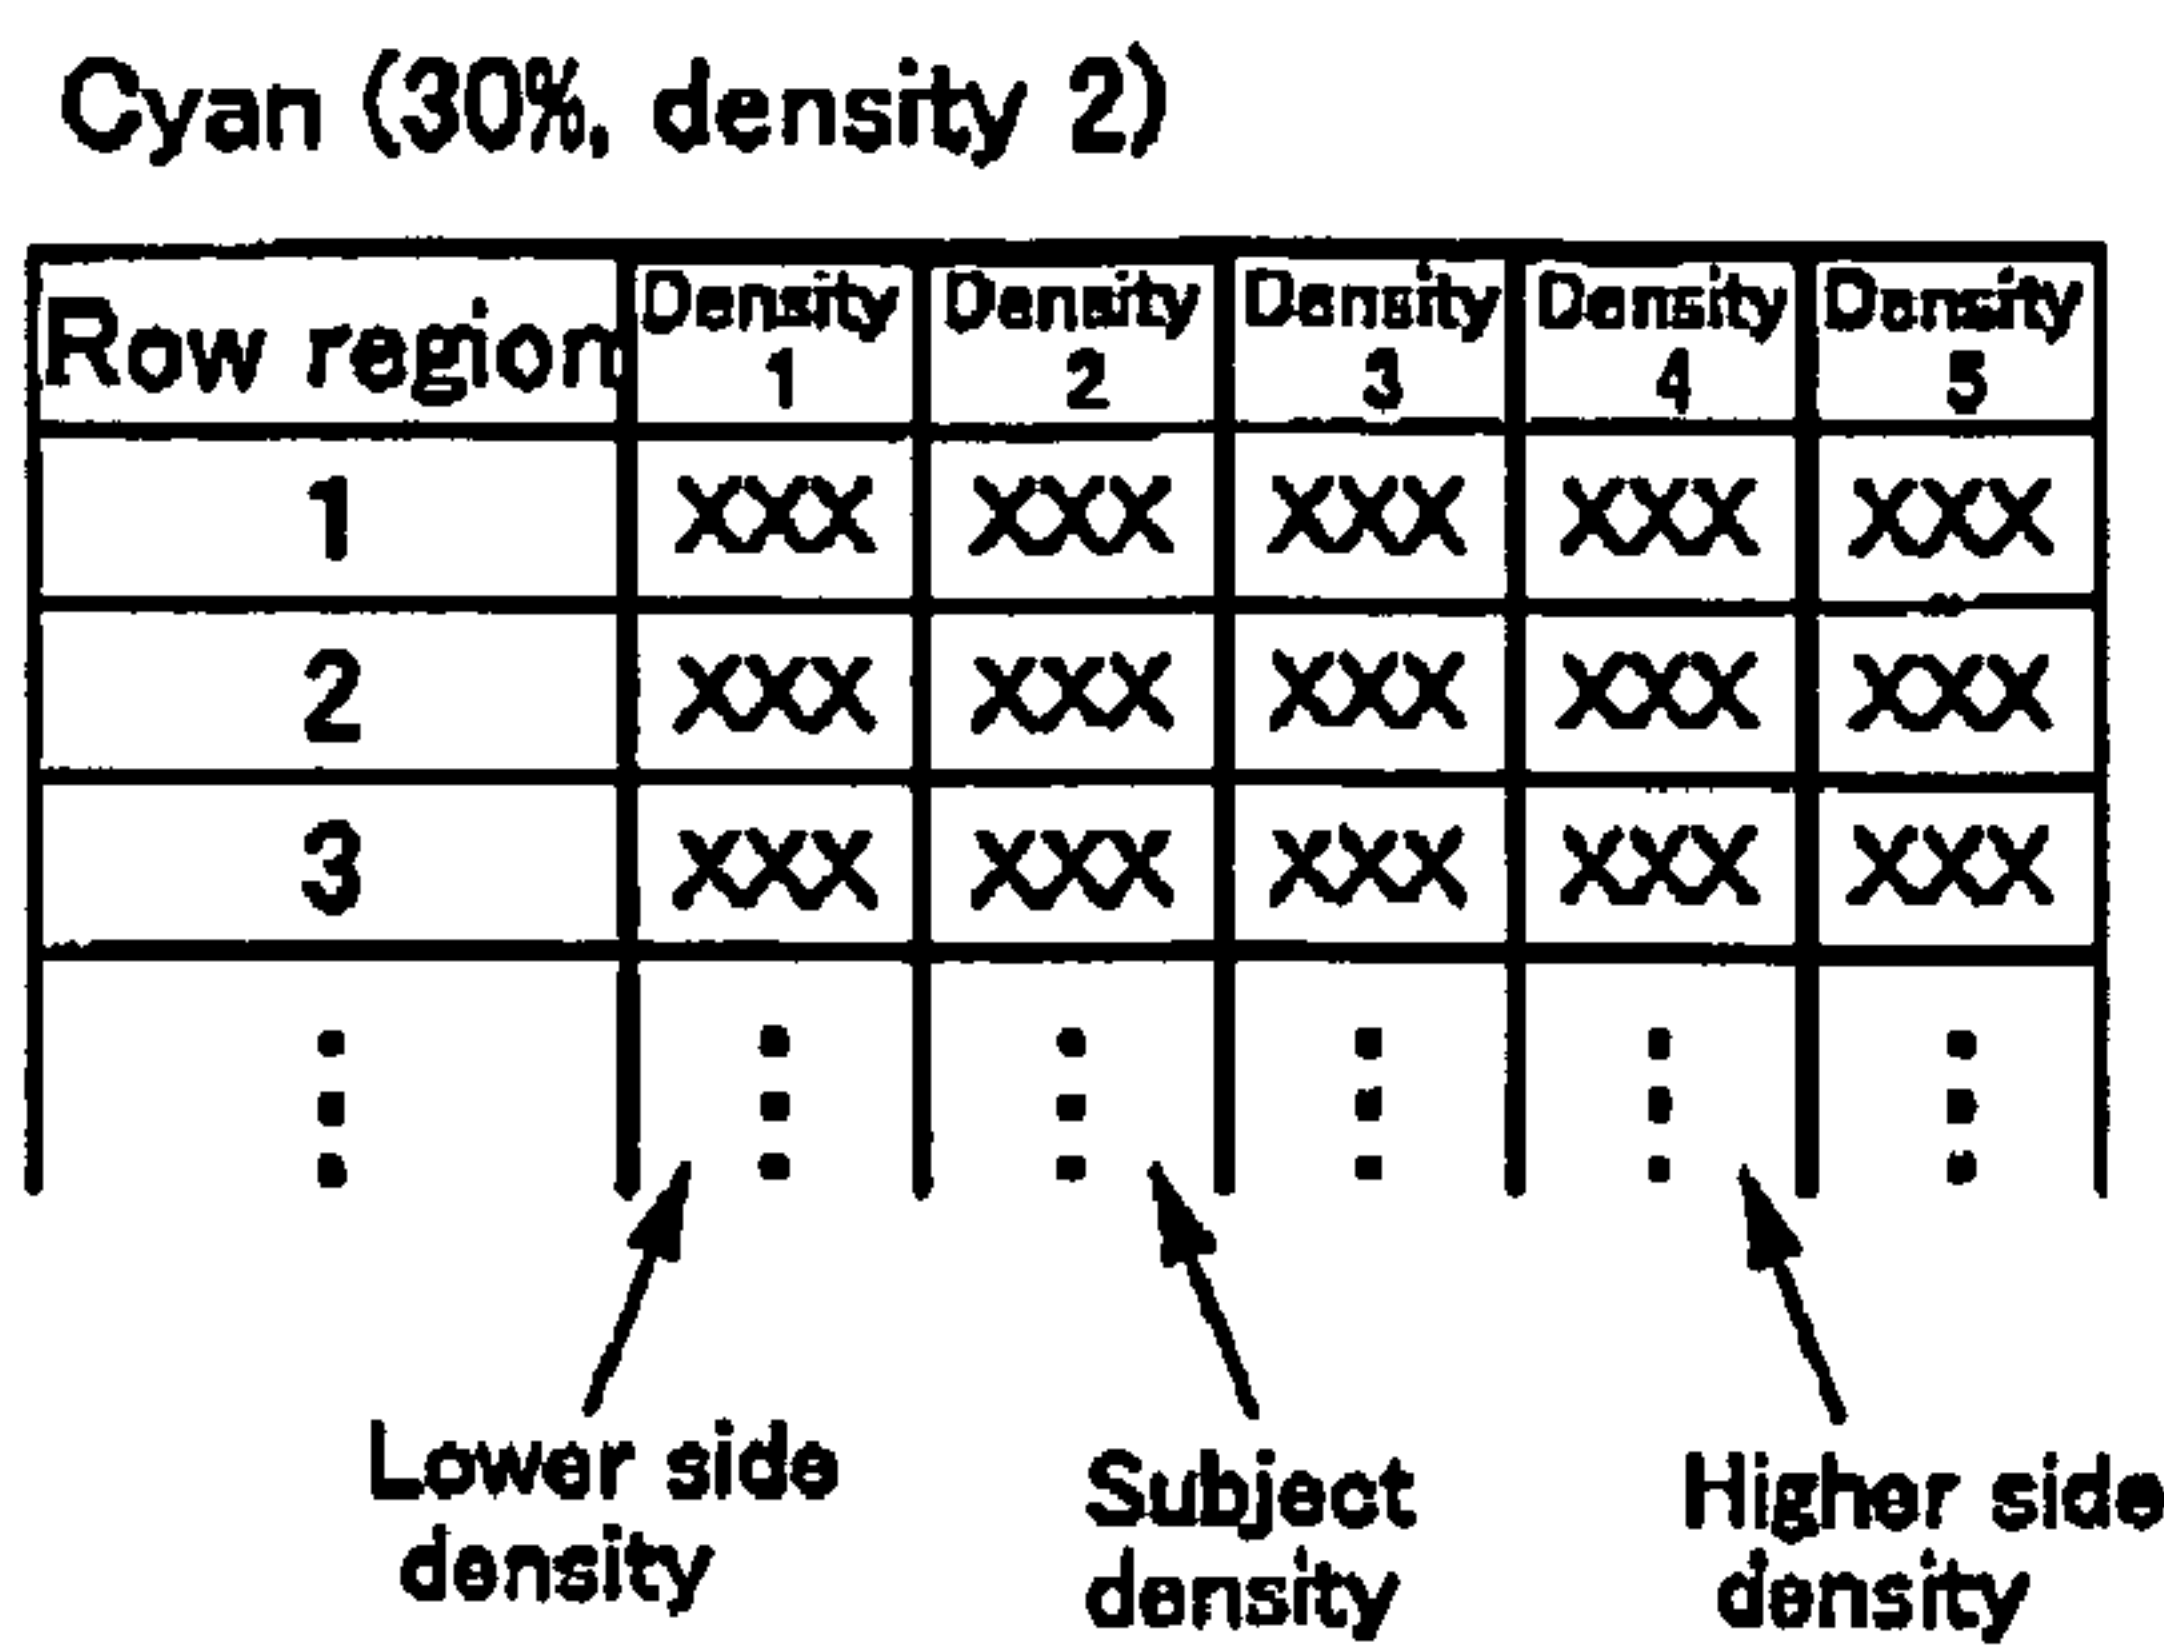 Cyan (30%, density 2)
Row region Density 1 Density 2 Density 3 Density 4 Density 5
1 XXX XXX XXX XXX XXX
2 XXX XXX XXX XXX XXX
3 XXX XXX XXX XXX XXX
Lower side density
Subject density
Higher side density